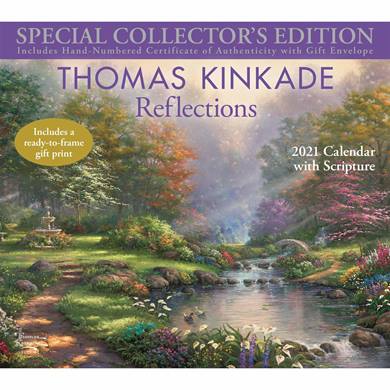 SPECIAL COLLECTOR'S EDITION
Includes Hand-Numbered Certificate of Authenticity with Gift Envelope
THOMAS KINKADE
Reflections
Includes a
ready-to-frame
gift print
2021 Calendar
with Scripture